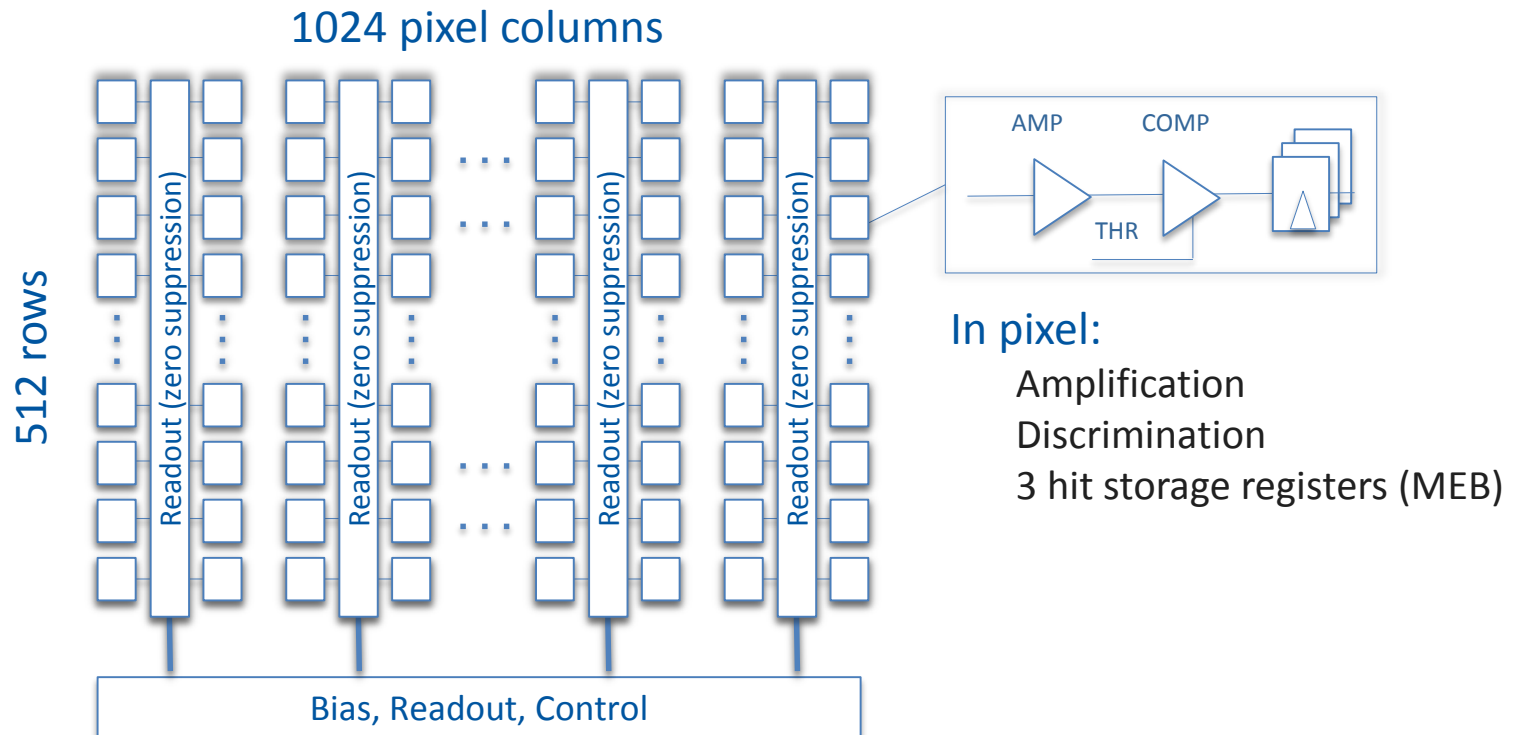 1024 pixel columns
512 rows
Readout (zero suppression)
Readout (zero suppression)
Readout (zero suppression)
Readout (zero suppression)
AMP
COMP
THR
In pixel:
Amplification
Discrimination
3 hit storage registers (MEB)
Bias, Readout, Control